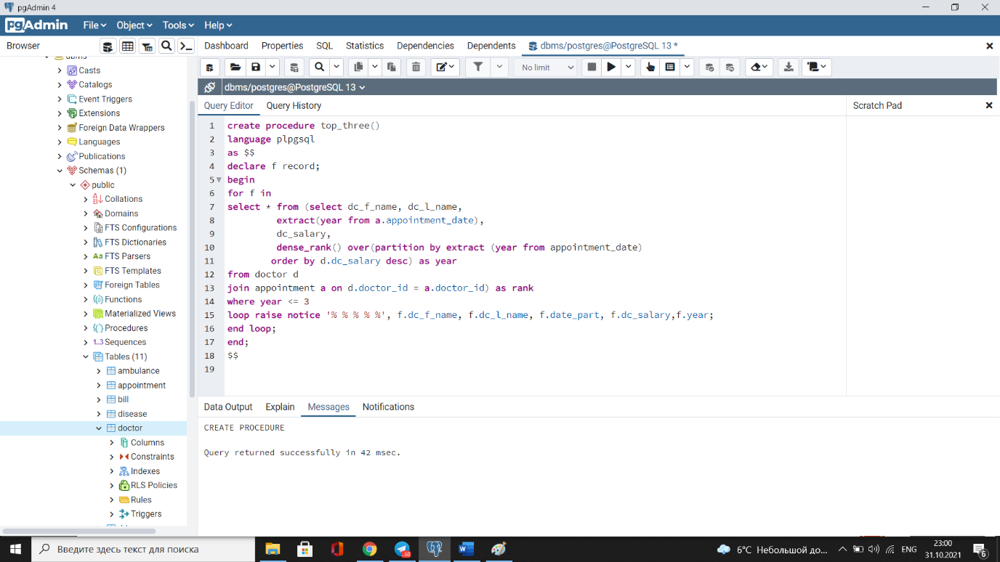 pgAdmin 4
pgAdmin File Object Tools Help
Browser
Dashboard Properties SQL Statistics Dependencies Dependents dbms/postgres@PostgreSQL 13 *
No limit
dbms/postgres@PostgreSQL 13
Query Editor Query History
Scratch Pad
dbms
Casts
Catalogs
Event Triggers
Extensions
Foreign Data Wrappers
Languages
Publications
Schemas (1)
public
Collations
Domains
FTS Configurations
FTS Dictionaries
Aa FTS Parsers
FTS Templates
Foreign Tables
Functions
Materialized Views
Procedures
1..3 Sequences
Tables (11)
ambulance
appointment
bill
disease
doctor
Columns
Constraints
Indexes
RLS Policies
Rules
Triggers
1 create procedure top_three()
2 language plpgsql
3 as $$
4 declare f record;
5 begin
6 for f in
7 select * from (select dc_f_name, dc_l_name,
8 extract(year from a.appointment_date),
9 dc_salary,
10 dense_rank() over(partition by extract (year from appointment_date)
11 order by d.dc_salary desc) as year
12 from doctor d
13 join appointment a on d.doctor_id = a.doctor_id) as rank
14 where year <= 3
15 loop raise notice '% % % % %', f.dc_f_name, f.dc_l_name, f.date_part, f.dc_salary,f.year;
16 end loop;
17 end;
18 $$
19
Data Output Explain Messages Notifications
CREATE PROCEDURE
Query returned successfully in 42 msec.
Введите здесь текст для поиска
60
6°C Небольшой до...
ENG
23:00
31.10.2021
6